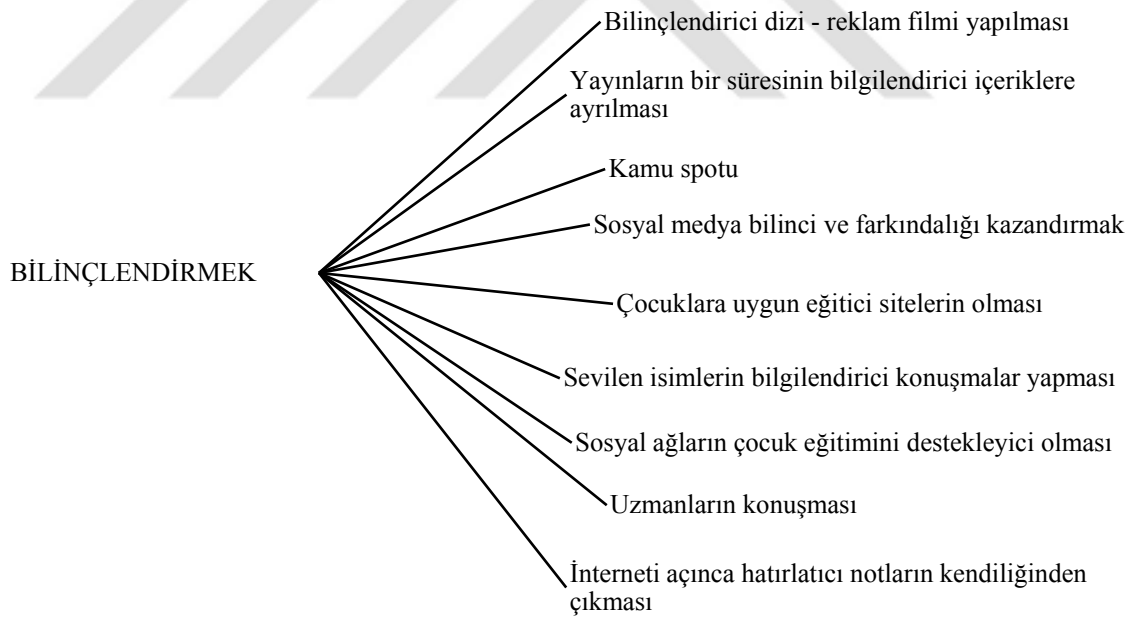 Bilinçlendirici dizi - reklam filmi yapılması
Yayınların bir süresinin bilgilendirici içeriklere
ayrılması
Kamu spotu
Sosyal medya bilinci ve farkındalığı kazandırmak
BİLİNÇLENDİRMEK
Çocuklara uygun eğitici sitelerin olması
Sevilen isimlerin bilgilendirici konuşmalar yapması
Sosyal ağların çocuk eğitimini destekleyici olması
Uzmanların konuşması
İnterneti açınca hatırlatıcı notların kendiliğinden
çıkması